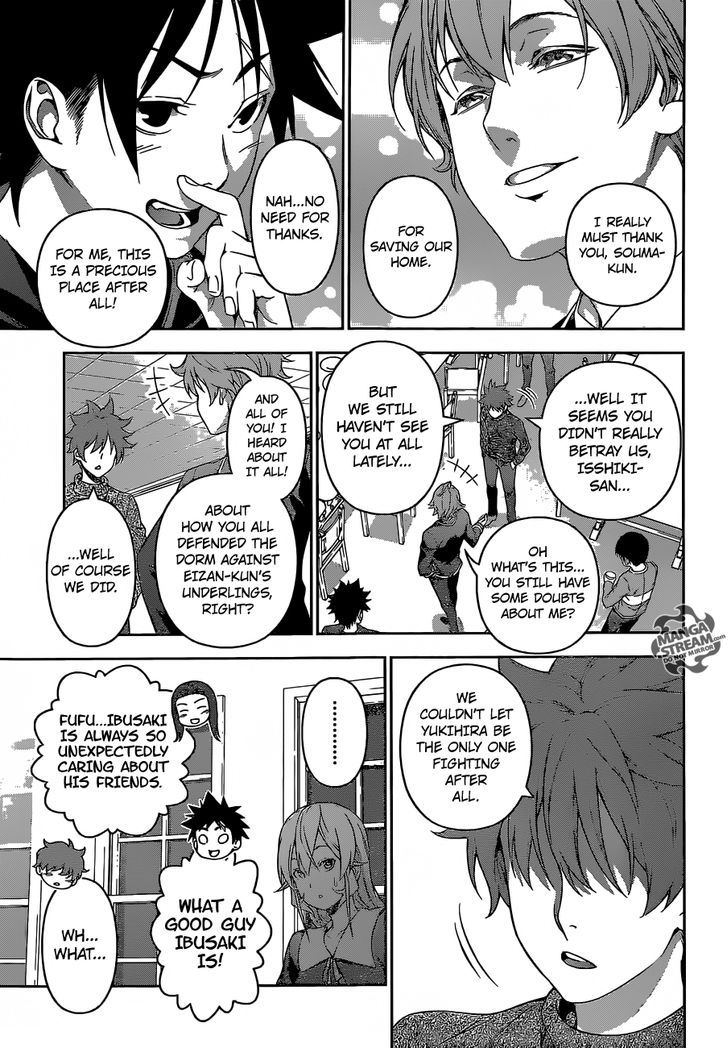 I REALLY
MUST THANK
YOU, SOUMA-
KUN.
FOR
SAVING OUR
HOME.
NAH...NO
NEED FOR
THANKS.
FOR ME, THIS
IS A PRECIOUS
PLACE AFTER
ALL!
...WELL IT
SEEMS YOU
DIDN'T REALLY
BETRAY US,
ISSHIKI-
SAN...
BUT
WE STILL
HAVEN'T SEE
YOU AT ALL
LATELY...
OH
WHAT'S THIS...
YOU STILL HAVE
SOME DOUBTS
ABOUT ME?
AND
ALL OF
YOU! I
HEARD
ABOUT
IT ALL!
ABOUT
HOW YOU ALL
DEFENDED THE
DORM AGAINST
EIZAN-KUN'S
UNDERLINGS,
RIGHT?
...WELL
OF COURSE
WE DID.
MANGA
STREAM.COM
DO NOT MIRROR
WE
COULDN'T LET
YUKIHIRA BE
THE ONLY ONE
FIGHTING
AFTER
ALL.
.........
FUFU...IBUSAKI
IS ALWAYS SO
UNEXPECTEDLY
CARING ABOUT
HIS FRIENDS.
WHAT A
GOOD GUY
IBUSAKI
IS!
WH...
WHAT...